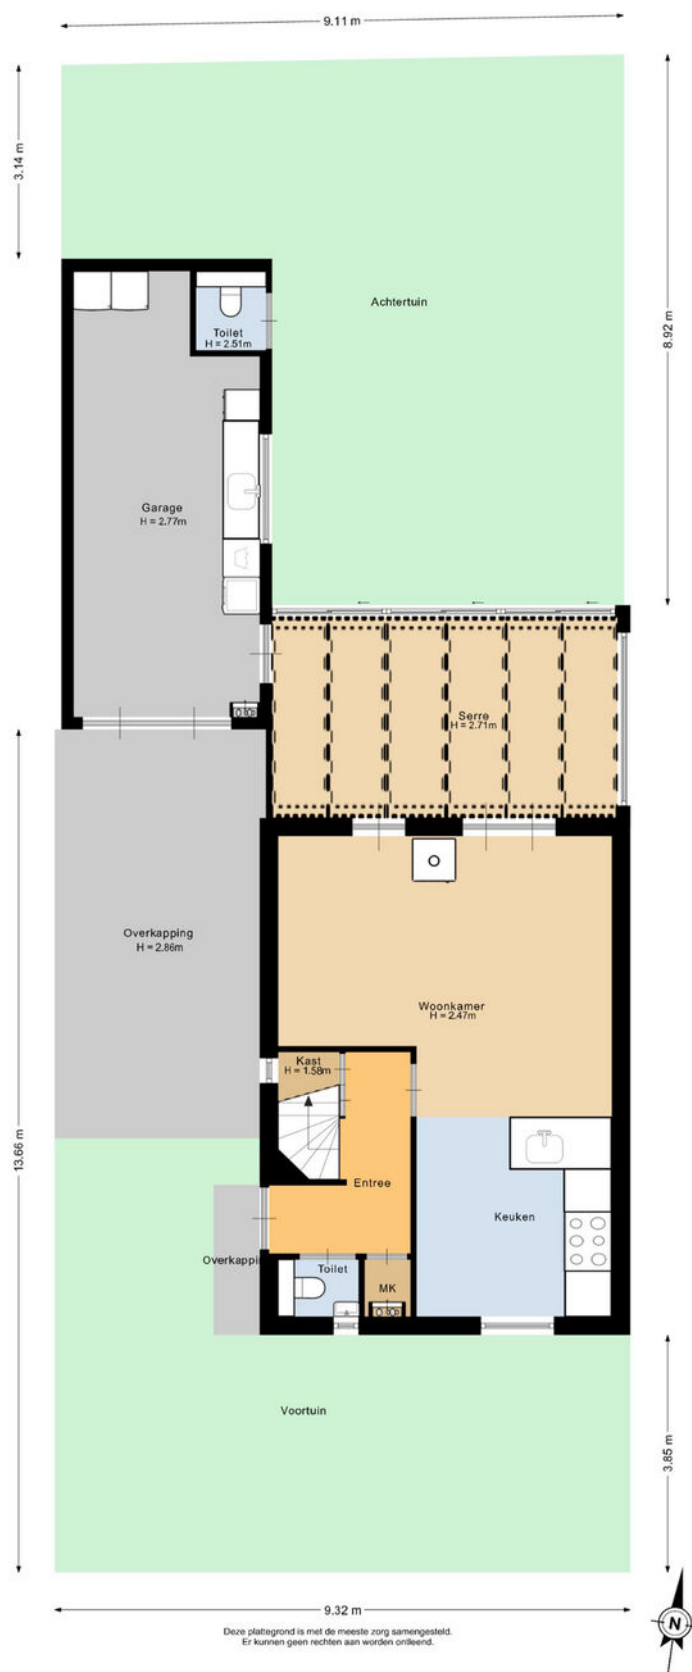 9.11 m
3.14 m
8.92 m
Achtertuin
Toilet
H = 2.51m
Garage
H = 2.77m
Serre
H = 2.71m
Overkapping
H = 2.86m
Woonkamer
H = 2.47m
Kast
H = 1.58m
13.66 m
Entree
Keuken
Overkappin
Toilet
MK
Voortuin
3.85 m
9.32 m
N
Deze plattegrond is met de meeste zorg samengesteld.
Er kunnen geen rechten aan worden ontleend.